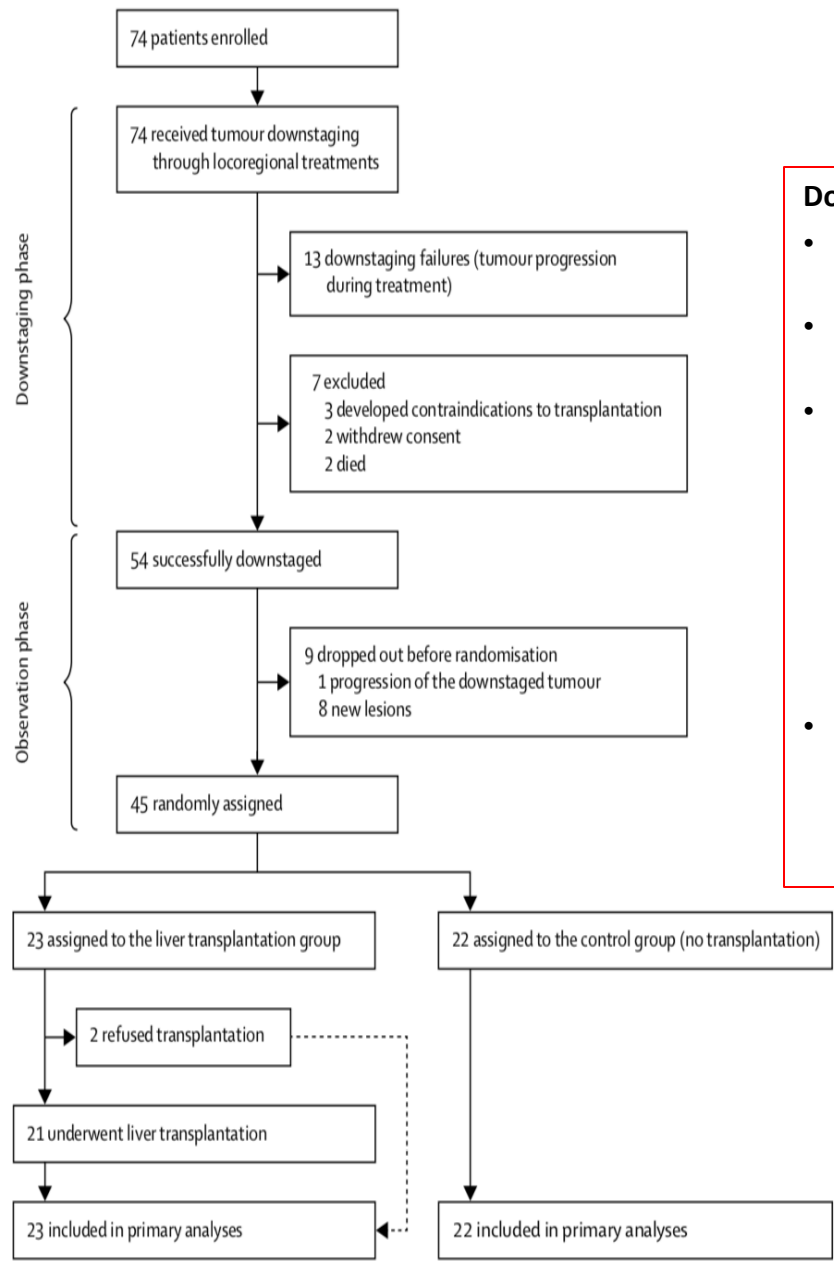 74 patients enrolled
74 received tumour downstaging
through locoregional treatments
Downstaging phase
13 downstaging failures (tumour progression
during treatment)
7 excluded
3 developed contraindications to transplantation
2 withdrew consent
2 died
54 successfully downstaged
Observation phase
9 dropped out before randomisation
1 progression of the downstaged tumour
8 new lesions
45 randomly assigned
23 assigned to the liver transplantation group
22 assigned to the control group (no transplantation)
2 refused transplantation
21 underwent liver transplantation
23 included in primary analyses
22 included in primary analyses
Do
•
•
•
•